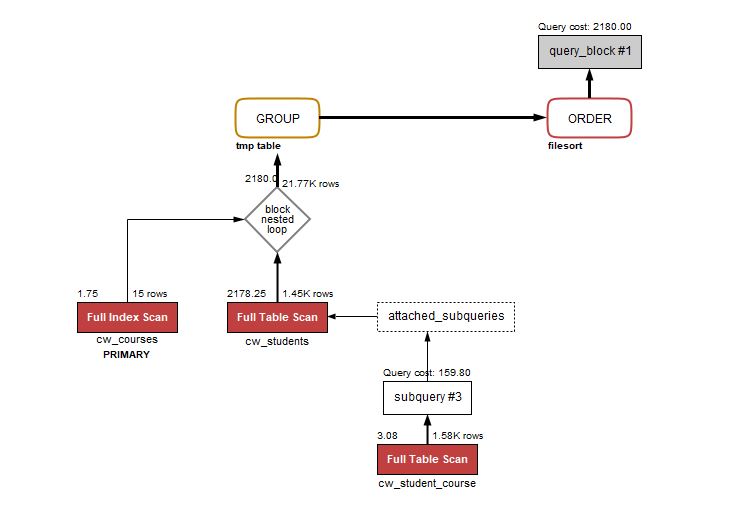 Query cost: 2180.00
query_block #1
GROUP
ORDER
tmp table
filesort
2180.0
21.77K rows
block
nested
loop
1.75
15 rows
2178.25
1.45K rows
Full Index Scan
Full Table Scan
attached_subqueries
cw_courses
cw_students
PRIMARY
Query cost: 159.80
subquery #3
3.08
1.58K rows
Full Table Scan
cw_student_course